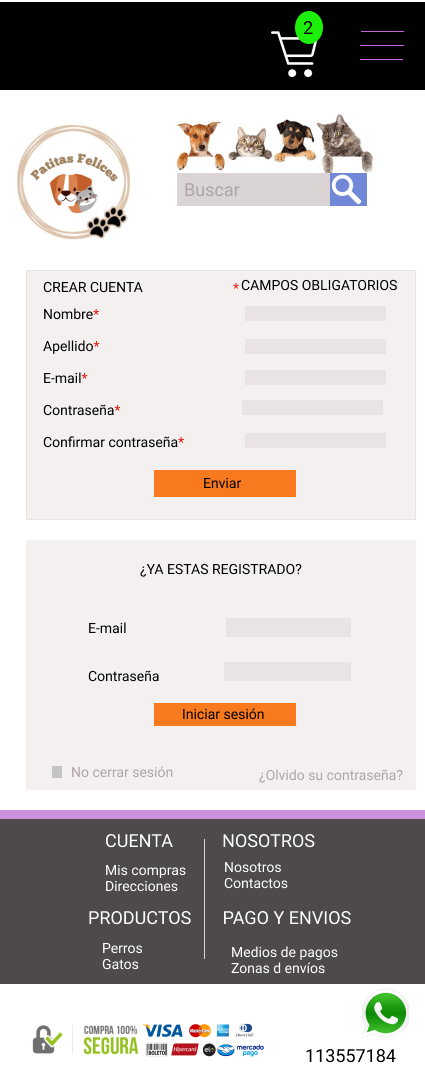 2
Patitas Felices
Buscar
CREAR CUENTA
*CAMPOS OBLIGATORIOS
Nombre*
Apellido*
E-mail*
Contraseña*
Confirmar contraseña*
Enviar
¿YA ESTAS REGISTRADO?
E-mail
Contraseña
Iniciar sesión
No cerrar sesión
¿Olvido su contraseña?
CUENTA
Mis compras
Direcciones
NOSOTROS
Nosotros
Contactos
PRODUCTOS
Perros
Gatos
PAGO Y ENVIOS
Medios de pagos
Zonas d envíos
COMPRA 100%
SEGURA
VISA
MasterCard
BOLETO
Hipercard
elo
mercado
pago
113557184